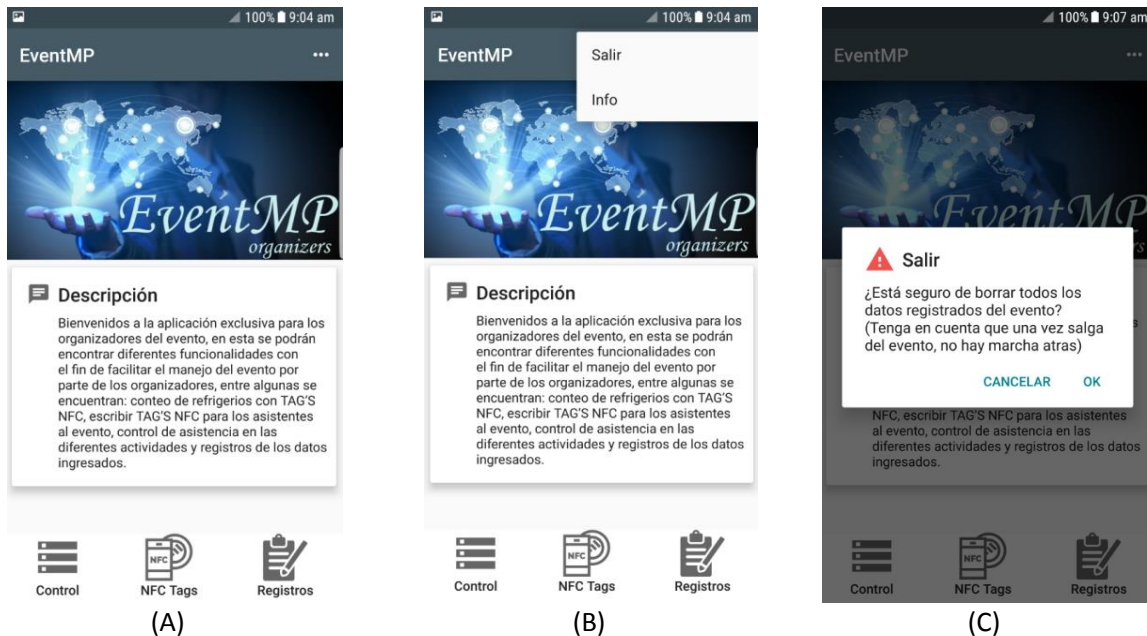 100% 9:04 am
EventMP
EventMP
organizers
Descripción
Bienvenidos a la aplicación exclusiva para los
organizadores del evento, en esta se podrán
encontrar diferentes funcionalidades con
el fin de facilitar el manejo del evento por
parte de los organizadores, entre algunas se
encuentran: conteo de refrigerios con TAG'S
NFC, escribir TAG'S NFC para los asistentes
al evento, control de asistencia en las
diferentes actividades y registros de los datos
ingresados.
NFC
Control
NFC Tags
Registros
(A)
100% 9:04 am
EventMP
Salir
Info
EventMP
organizers
Descripción
Bienvenidos a la aplicación exclusiva para los
organizadores del evento, en esta se podrán
encontrar diferentes funcionalidades con
el fin de facilitar el manejo del evento por
parte de los organizadores, entre algunas se
encuentran: conteo de refrigerios con TAG'S
NFC, escribir TAG'S NFC para los asistentes
al evento, control de asistencia en las
diferentes actividades y registros de los datos
ingresados.
NFC
Control
NFC Tags
Registros
(B)
100% 9:07 am
EventMP
EventMP
Salir
¿Está seguro de borrar todos los
datos registrados del evento?
(Tenga en cuenta que una vez salga
del evento, no hay marcha atras)
CANCELAR OK
NFC, escribir TAG'S NFC para los asistentes
al evento, control de asistencia en las
diferentes actividades y registros de los datos
ingresados.
NFC
Control
NFC Tags
Registros
(C)